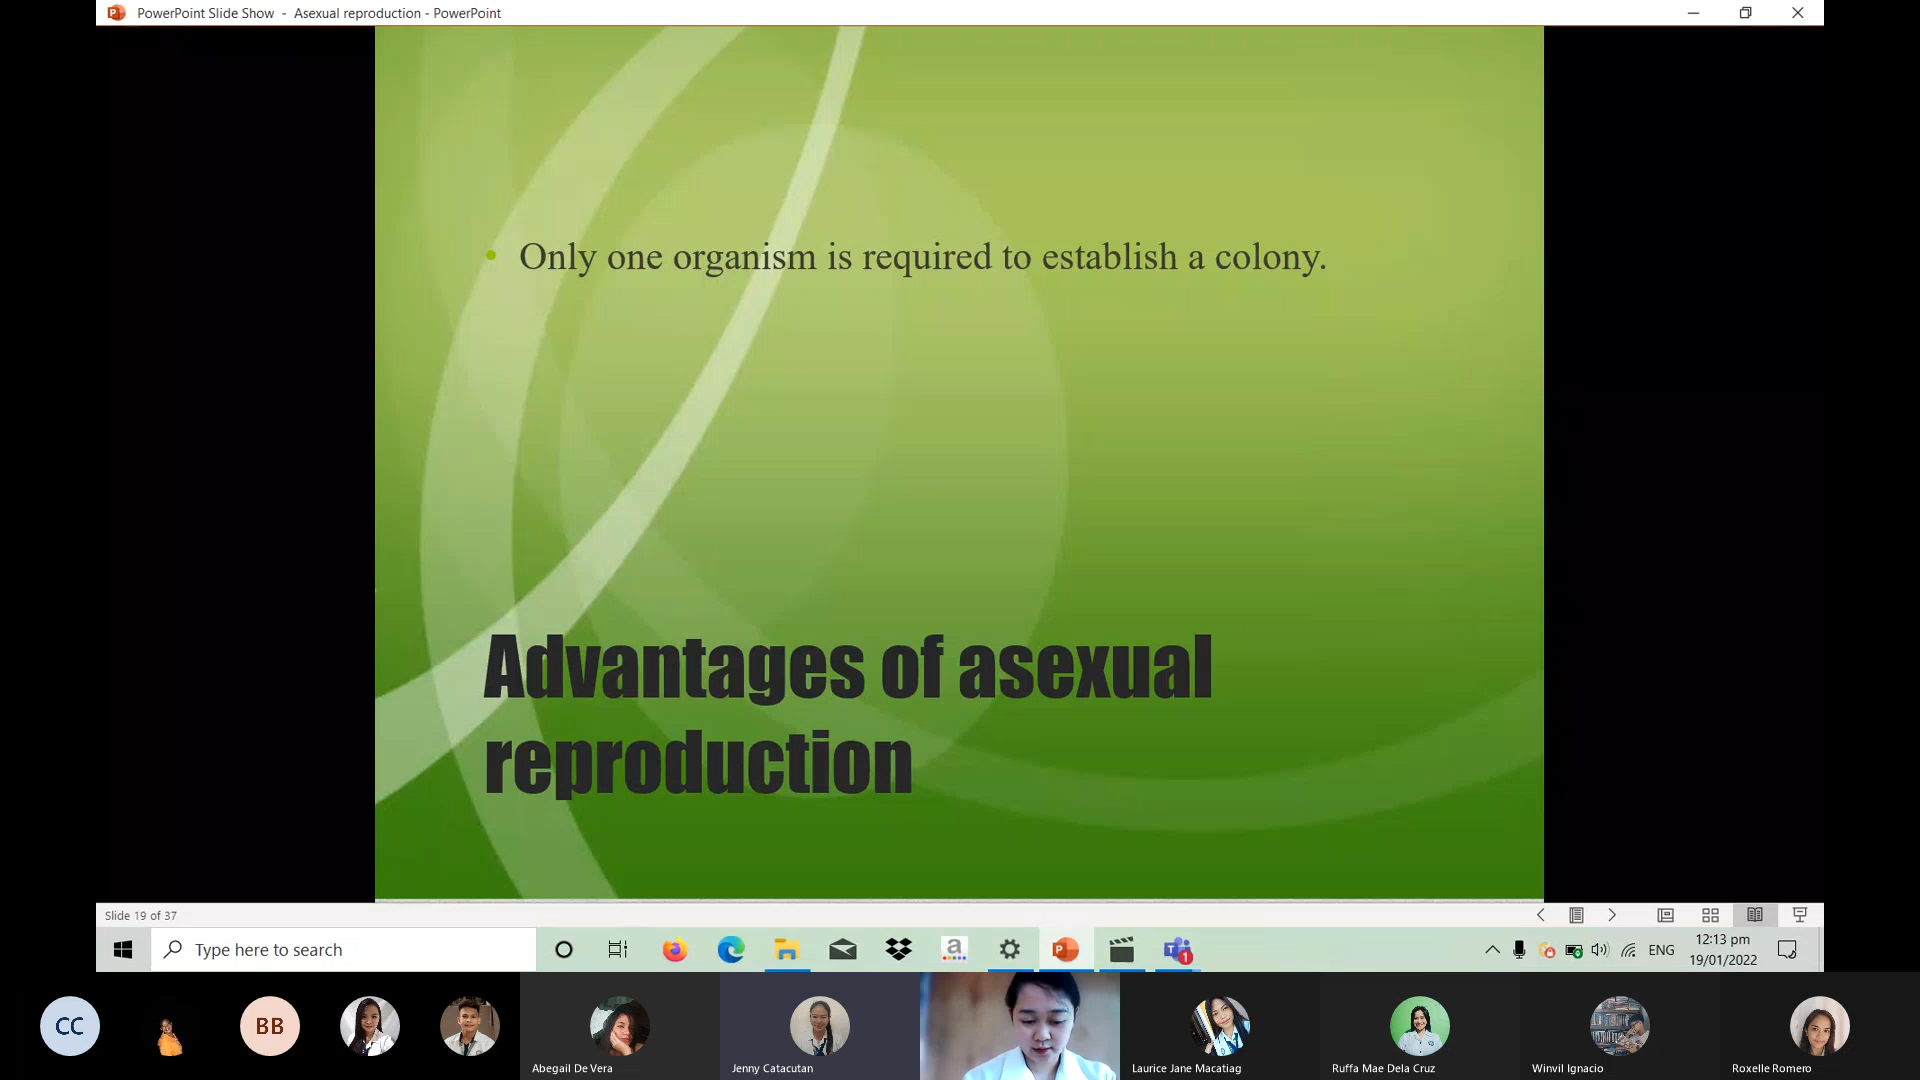 PowerPoint Slide Show - Asexual reproduction - PowerPoint
• Only one organism is required to establish a colony.
Advantages of asexual
reproduction
Slide 19 of 37
Type here to search
ENG
12:13 pm
19/01/2022
1
CC
BB
Abegail De Vera
Jenny Catacutan
Laurice Jane Macatiag
Ruffa Mae Dela Cruz
Winvil Ignacio
Roxelle Romero